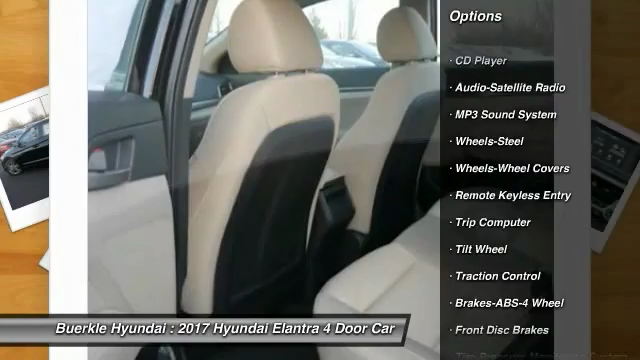 Options
· CD Player
· Audio-Satellite Radio
· MP3 Sound System
· Wheels-Steel
· Wheels-Wheel Covers
· Remote Keyless Entry
· Trip Computer
· Tilt Wheel
· Traction Control
· Brakes-ABS-4 Wheel
· Front Disc Brakes
Buerkle Hyundai : 2017 Hyundai Elantra 4 Door Car